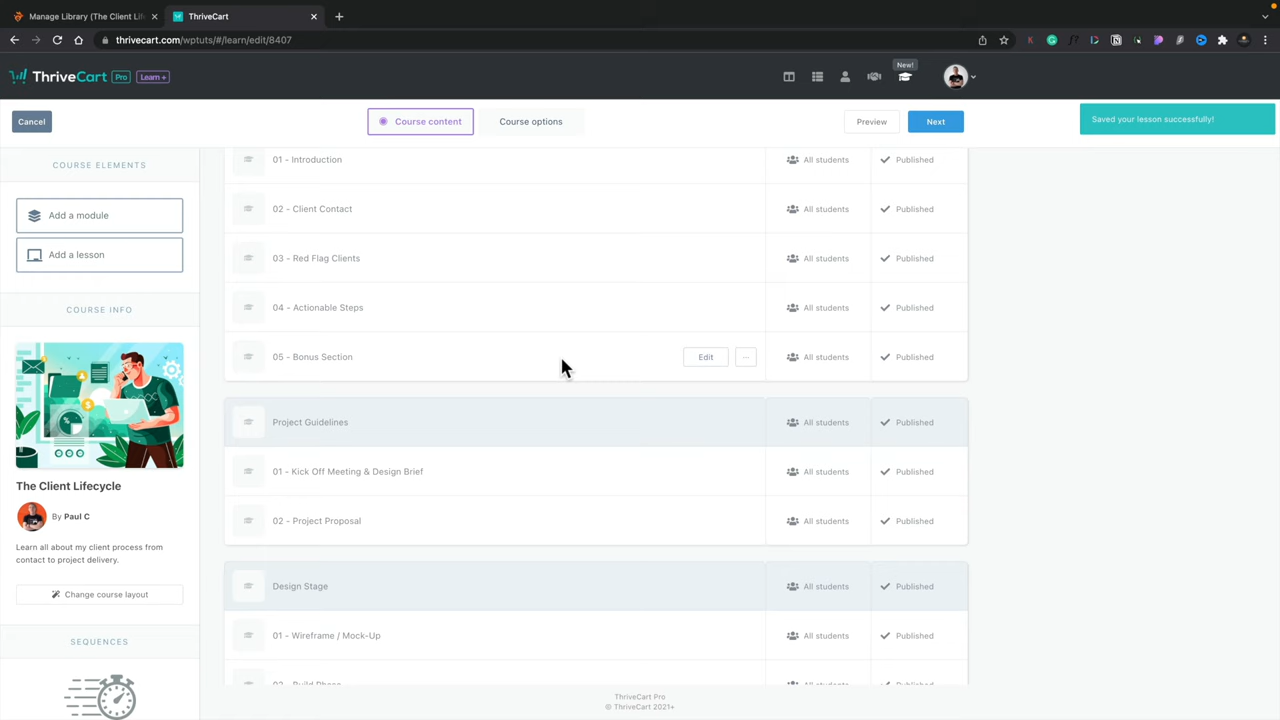 Manage Library (The Client Li
ThriveCart
thrivecart.com/wptuts/#/learn/edit/8407
ThriveCart Pro Learn +
New!
Cancel
Course content
Course options
Preview
Next
Saved your lesson successfully!
COURSE ELEMENTS
Add a module
Add a lesson
COURSE INFO
The Client Lifecycle
By Paul C
Learn all about my client process from
contact to project delivery.
Change course layout
SEQUENCES
01 - Introduction All students Published
02 - Client Contact All students Published
03 - Red Flag Clients All students Published
04 - Actionable Steps All students Published
05 - Bonus Section Edit ... All students Published
Project Guidelines All students Published
01 - Kick Off Meeting & Design Brief All students Published
02 - Project Proposal All students Published
Design Stage All students Published
01 - Wireframe / Mock-Up All students Published
All students Published
ThriveCart Pro
© ThriveCart 2021+